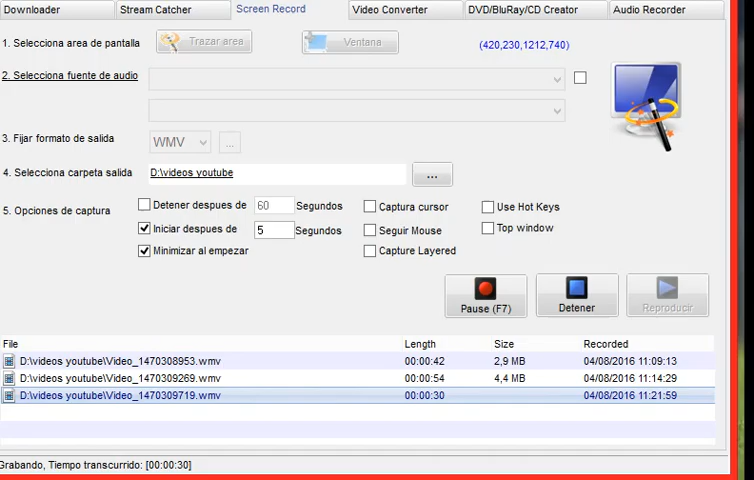 Downloader Stream Catcher Screen Record Video Converter DVD/BluRay/CD Creator Audio Recorder
1. Selecciona area de pantalla Trazar area Ventana (420,230,1212,740)
2. Selecciona fuente de audio
3. Fijar formato de salida WMV ...
4. Selecciona carpeta salida D:\videos youtube ...
5. Opciones de captura Detener despues de 60 Segundos Captura cursor Use Hot Keys
Iniciar despues de 5 Segundos Seguir Mouse Top window
Minimizar al empezar Capture Layered
Pause (F7) Detener Reproducir
File Length Size Recorded
D:\videos youtube\Video_1470308953.wmv 00:00:42 2,9 MB 04/08/2016 11:09:13
D:\videos youtube\Video_1470309269.wmv 00:00:54 4,4 MB 04/08/2016 11:14:29
D:\videos youtube\Video_1470309719.wmv 00:00:30 04/08/2016 11:21:59
Grabando, Tiempo transcurrido: [00:00:30]